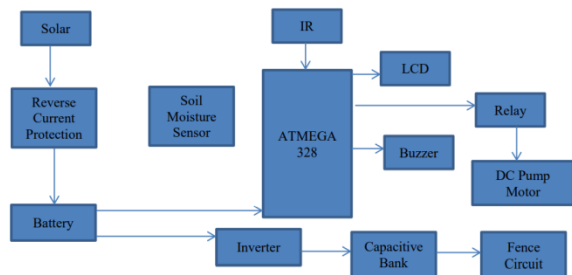 Solar
IR
LCD
Reverse
Current
Protection
Soil
Moisture
Sensor
ATMEGA
328
Relay
Buzzer
DC Pump
Motor
Battery
Inverter
Capacitive
Bank
Fence
Circuit